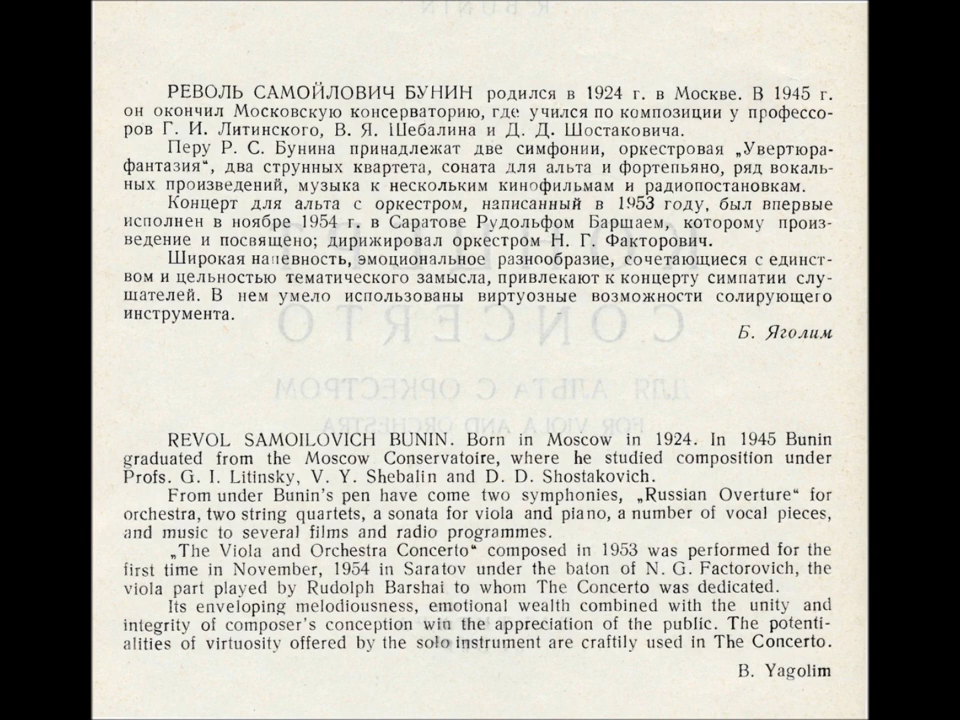 РЕВОЛЬ САМОЙЛОВИЧ БУНИН родился в 1924 г. в Москве. В 1945 г.
он окончил Московскую консерваторию, где учился по композиции у профессо-
ров Г. И. Литинского, В. Я. Шебалина и Д. Д. Шостаковича.
Перу Р. С. Бунина принадлежат две симфонии, оркестровая „Увертюра-
фантазия“, два струнных квартета, соната для альта и фортепьяно, ряд вокаль-
ных произведений, музыка к нескольким кинофильмам и радиопостановкам.
Концерт для альта с оркестром, написанный в 1953 году, был впервые
исполнен в ноябре 1954 г. в Саратове Рудольфом Баршаем, которому произ-
ведение и посвящено; дирижировал оркестром Н. Г. Факторович.
Широкая напевность, эмоциональное разнообразие, сочетающиеся с единст-
вом и цельностью тематического замысла, привлекают к концерту симпатии слу-
шателей. В нем умело использованы виртуозные возможности солирующего
инструмента.
Б. Яголим
REVOL SAMOILOVICH BUNIN. Born in Moscow in 1924. In 1945 Bunin
graduated from the Moscow Conservatoire, where he studied composition under
Profs. G. I. Litinsky, V. Y. Shebalin and D. D. Shostakovich.
From under Bunin's pen have come two symphonies, „Russian Overture“ for
orchestra, two string quartets, a sonata for viola and piano, a number of vocal pieces,
and music to several films and radio programmes.
„The Viola and Orchestra Concerto“ composed in 1953 was performed for the
first time in November, 1954 in Saratov under the baton of N. G. Factorovich, the
viola part played by Rudolph Barshai to whom The Concerto was dedicated.
Its enveloping melodiousness, emotional wealth combined with the unity and
integrity of composer's conception win the appreciation of the public. The potenti-
alities of virtuosity offered by the solo instrument are craftily used in The Concerto.
B. Yagolim